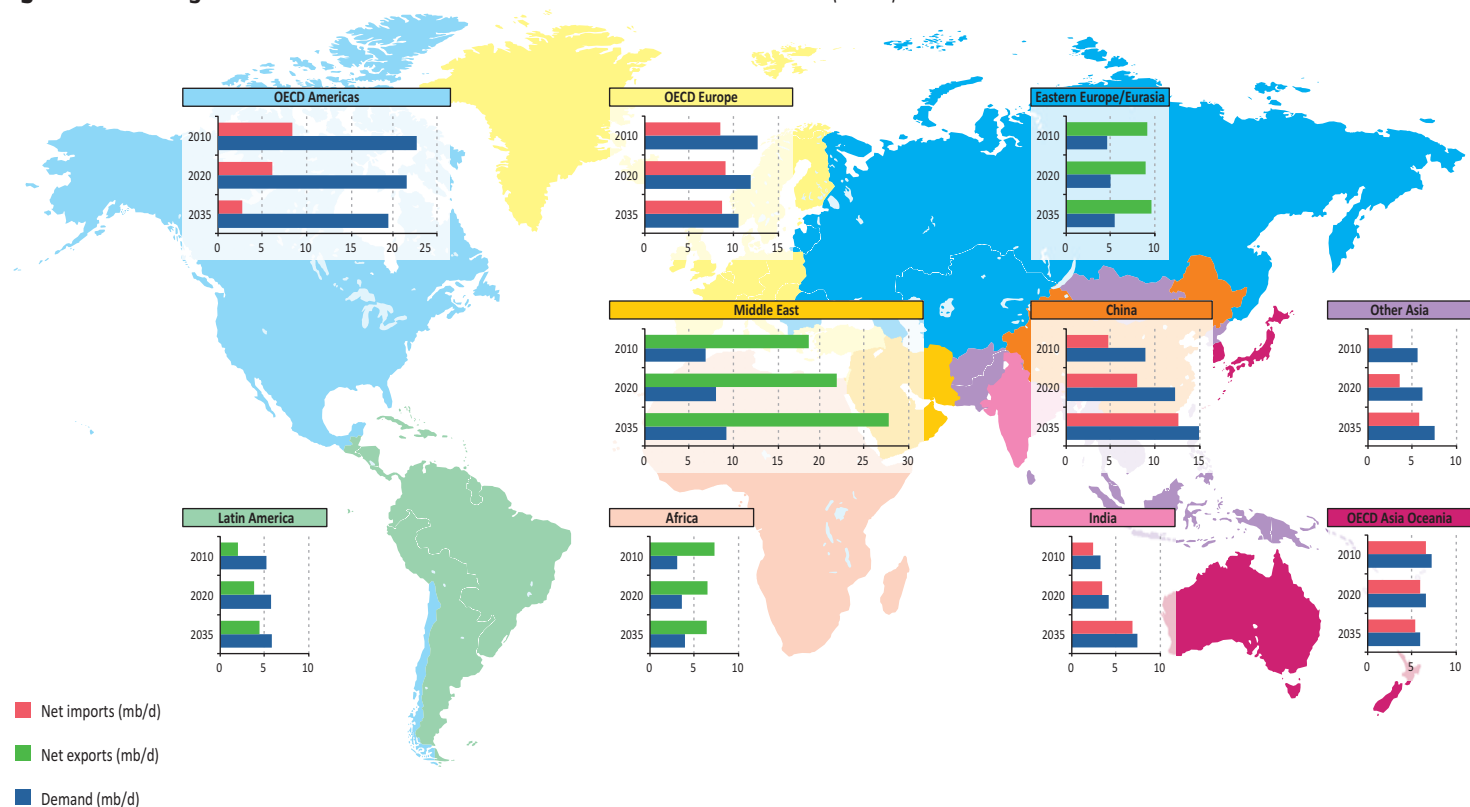 OECD Americas
2010
2020
2035
0 5 10 15 20 25
OECD Europe
2010
2020
2035
0 5 10 15
Eastern Europe/Eurasia
2010
2020
2035
0 5 10
Middle East
2010
2020
2035
0 5 10 15 20 25 30
China
2010
2020
2035
0 5 10 15
Other Asia
2010
2020
2035
0 5 10
Latin America
2010
2020
2035
0 5 10
Africa
2010
2020
2035
0 5 10
India
2010
2020
2035
0 5 10
OECD Asia Oceania
2010
2020
2035
0 5 10
Net imports (mb/d)
Net exports (mb/d)
Demand (mb/d)